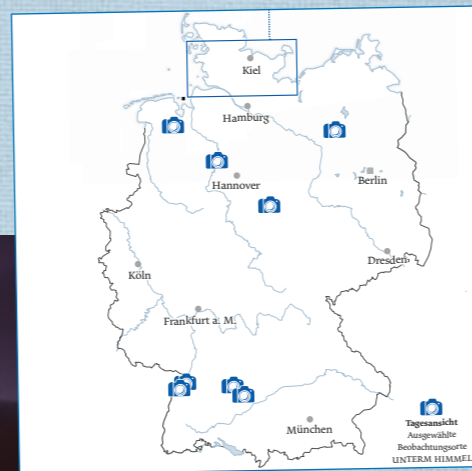 Kiel
Hamburg
Hannover
Berlin
Köln
Dresden
Frankfurt a. M.
München
Tagesansicht
Ausgewählte
Beobachtungsorte
UNTERM HIMMEL